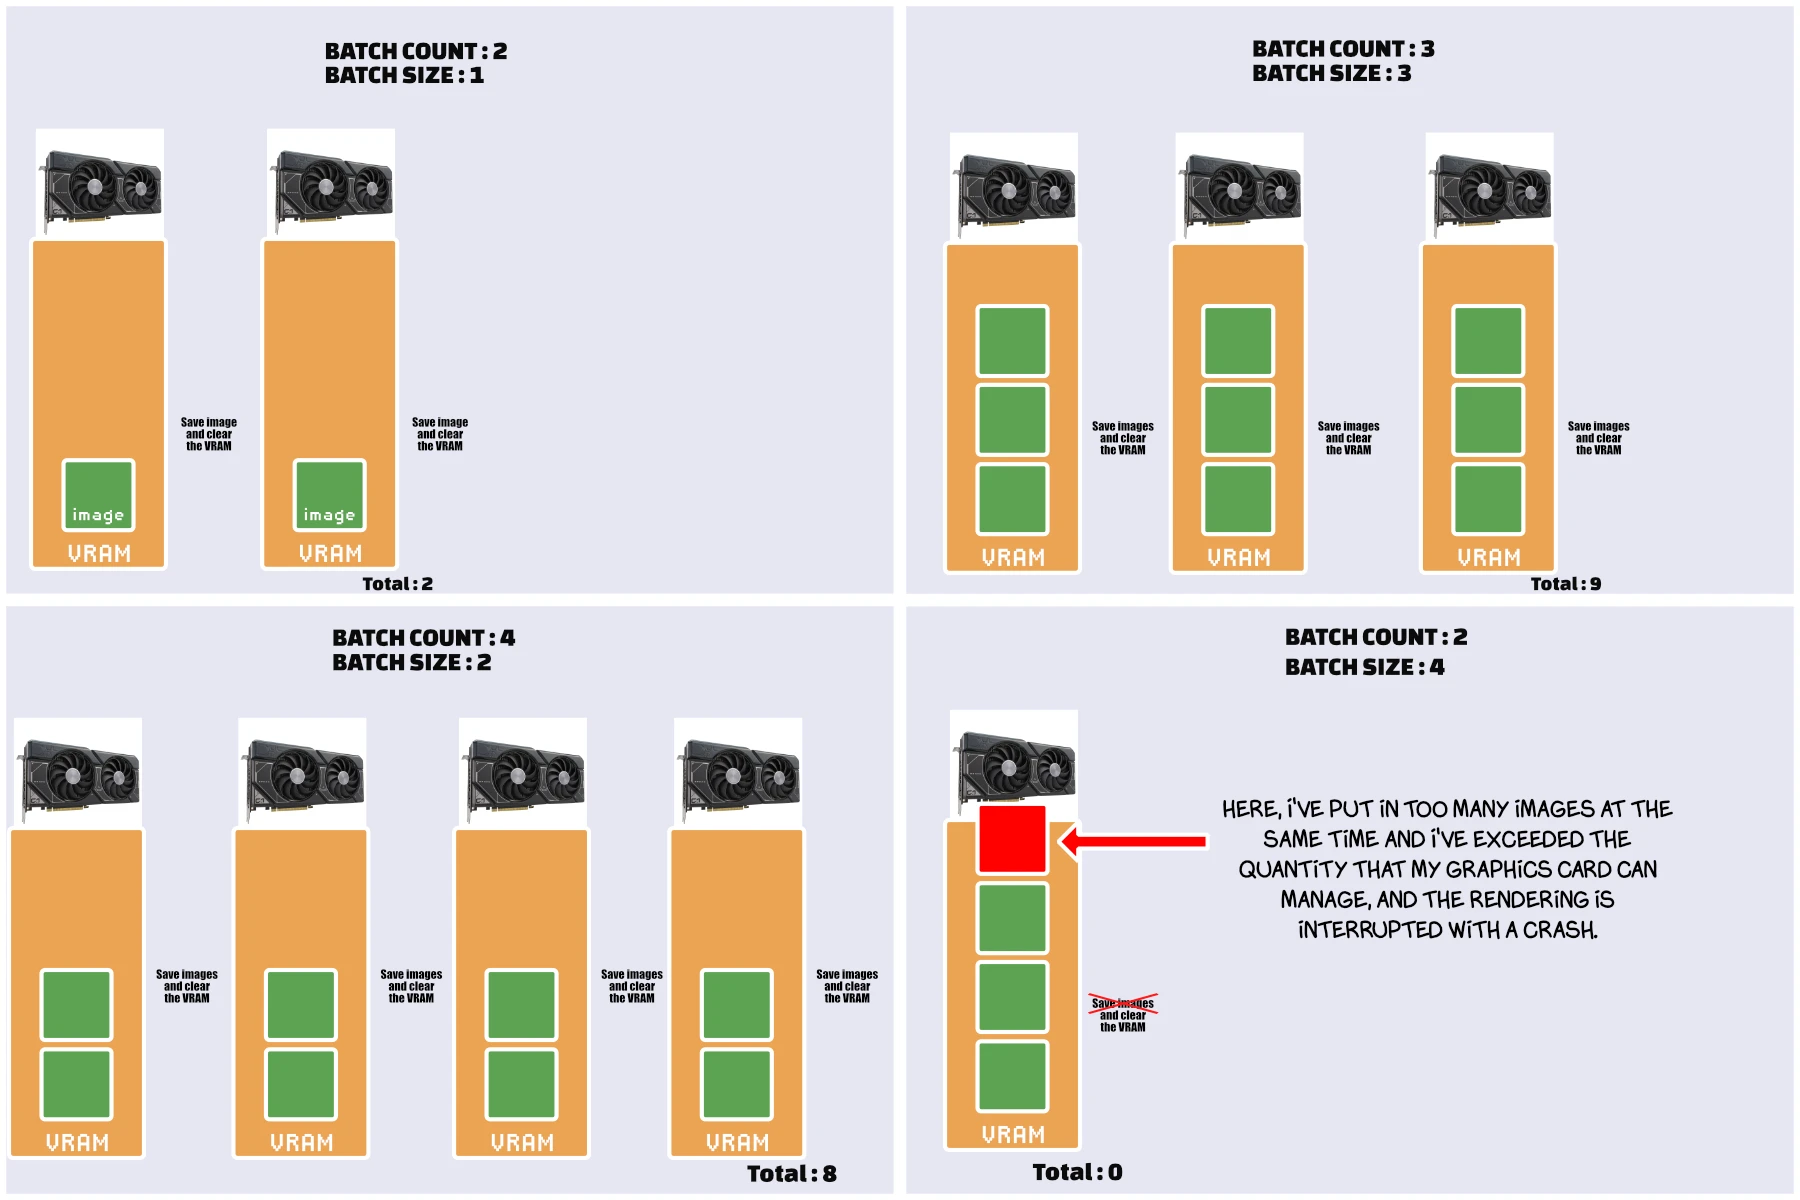 BATCH COUNT : 2
BATCH SIZE : 1
Save image
and clear
the VRAM
Save image
and clear
the VRAM
image
image
VRAM
VRAM
Total : 2
BATCH COUNT : 3
BATCH SIZE : 3
Save images
and clear
the VRAM
Save images
and clear
the VRAM
Save images
and clear
the VRAM
VRAM
VRAM
VRAM
Total : 9
BATCH COUNT : 4
BATCH SIZE : 2
Save images
and clear
the VRAM
Save images
and clear
the VRAM
Save images
and clear
the VRAM
Save images
and clear
the VRAM
VRAM
VRAM
VRAM
VRAM
Total : 8
BATCH COUNT : 2
BATCH SIZE : 4
HERE, I'VE PUT IN TOO MANY IMAGES AT THE
SAME TIME AND I'VE EXCEEDED THE
QUANTITY THAT MY GRAPHICS CARD CAN
MANAGE, AND THE RENDERING IS
INTERRUPTED WITH A CRASH.
Save images
and clear
the VRAM
VRAM
Total : 0